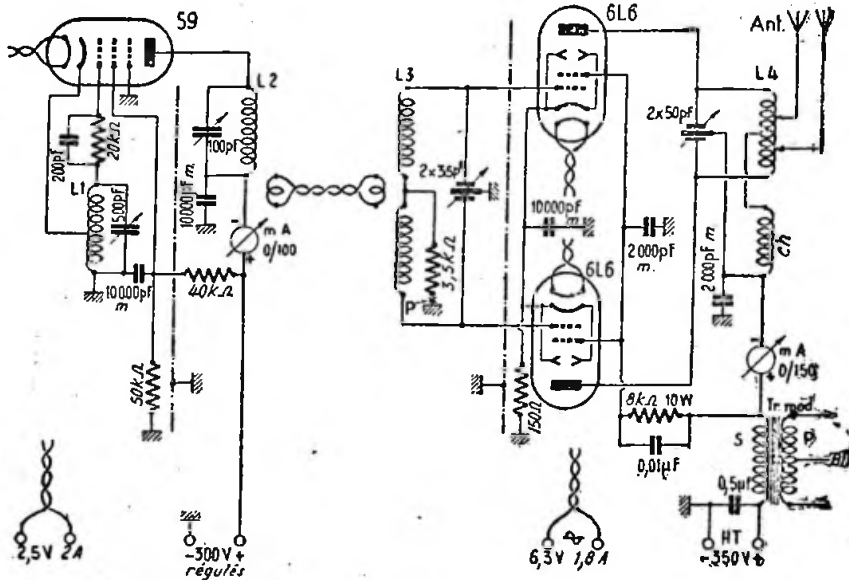 59
L2
200pF
20kΩ
100pF
L1
500pF
10000pF
m.
10000pF
m
mA
0/100
40kΩ
50kΩ
2,5V 2A
-300V+
régulés
L3
2x35pF
3,5kΩ
P
6L6
10000pF
m
6L6
150Ω
2000pF
m.
8kΩ 10W
0,01µF
6,3V 1,8A
Ant.
L4
2x50pF
ch
2000pF m.
mA
0/150
Tr. mod.
S
P
0,5µF
HT
-350V+